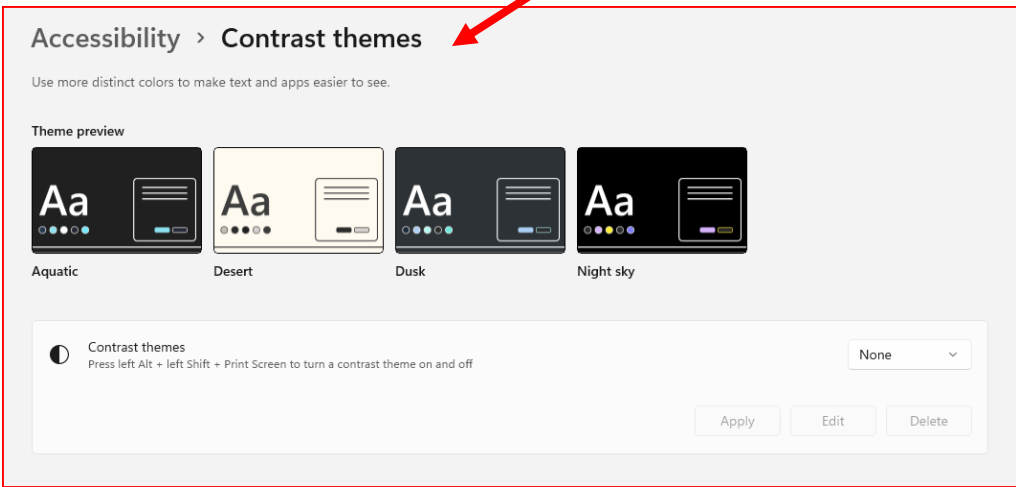 Accessibility > Contrast themes
Use more distinct colors to make text and apps easier to see.
Theme preview
Aa Aa Aa Aa
Aquatic Desert Dusk Night sky
Contrast themes None
Press left Alt + left Shift + Print Screen to turn a contrast theme on and off
Apply Edit Delete